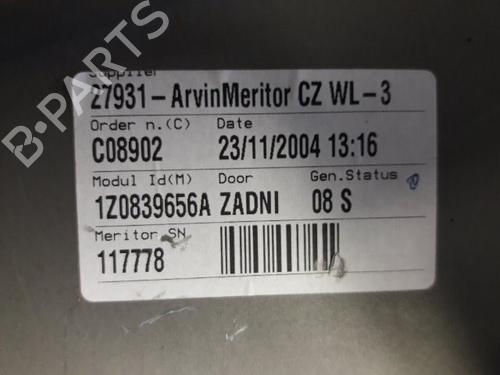 Supplier
27931-ArvinMeritor CZ WL-3
Order n.(C) Date
C08902 23/11/2004 13:16
Modul Id(M) Door Gen.Status
1Z0839656A ZADNI 08 S
Meritor SN
117778
B-PARTS